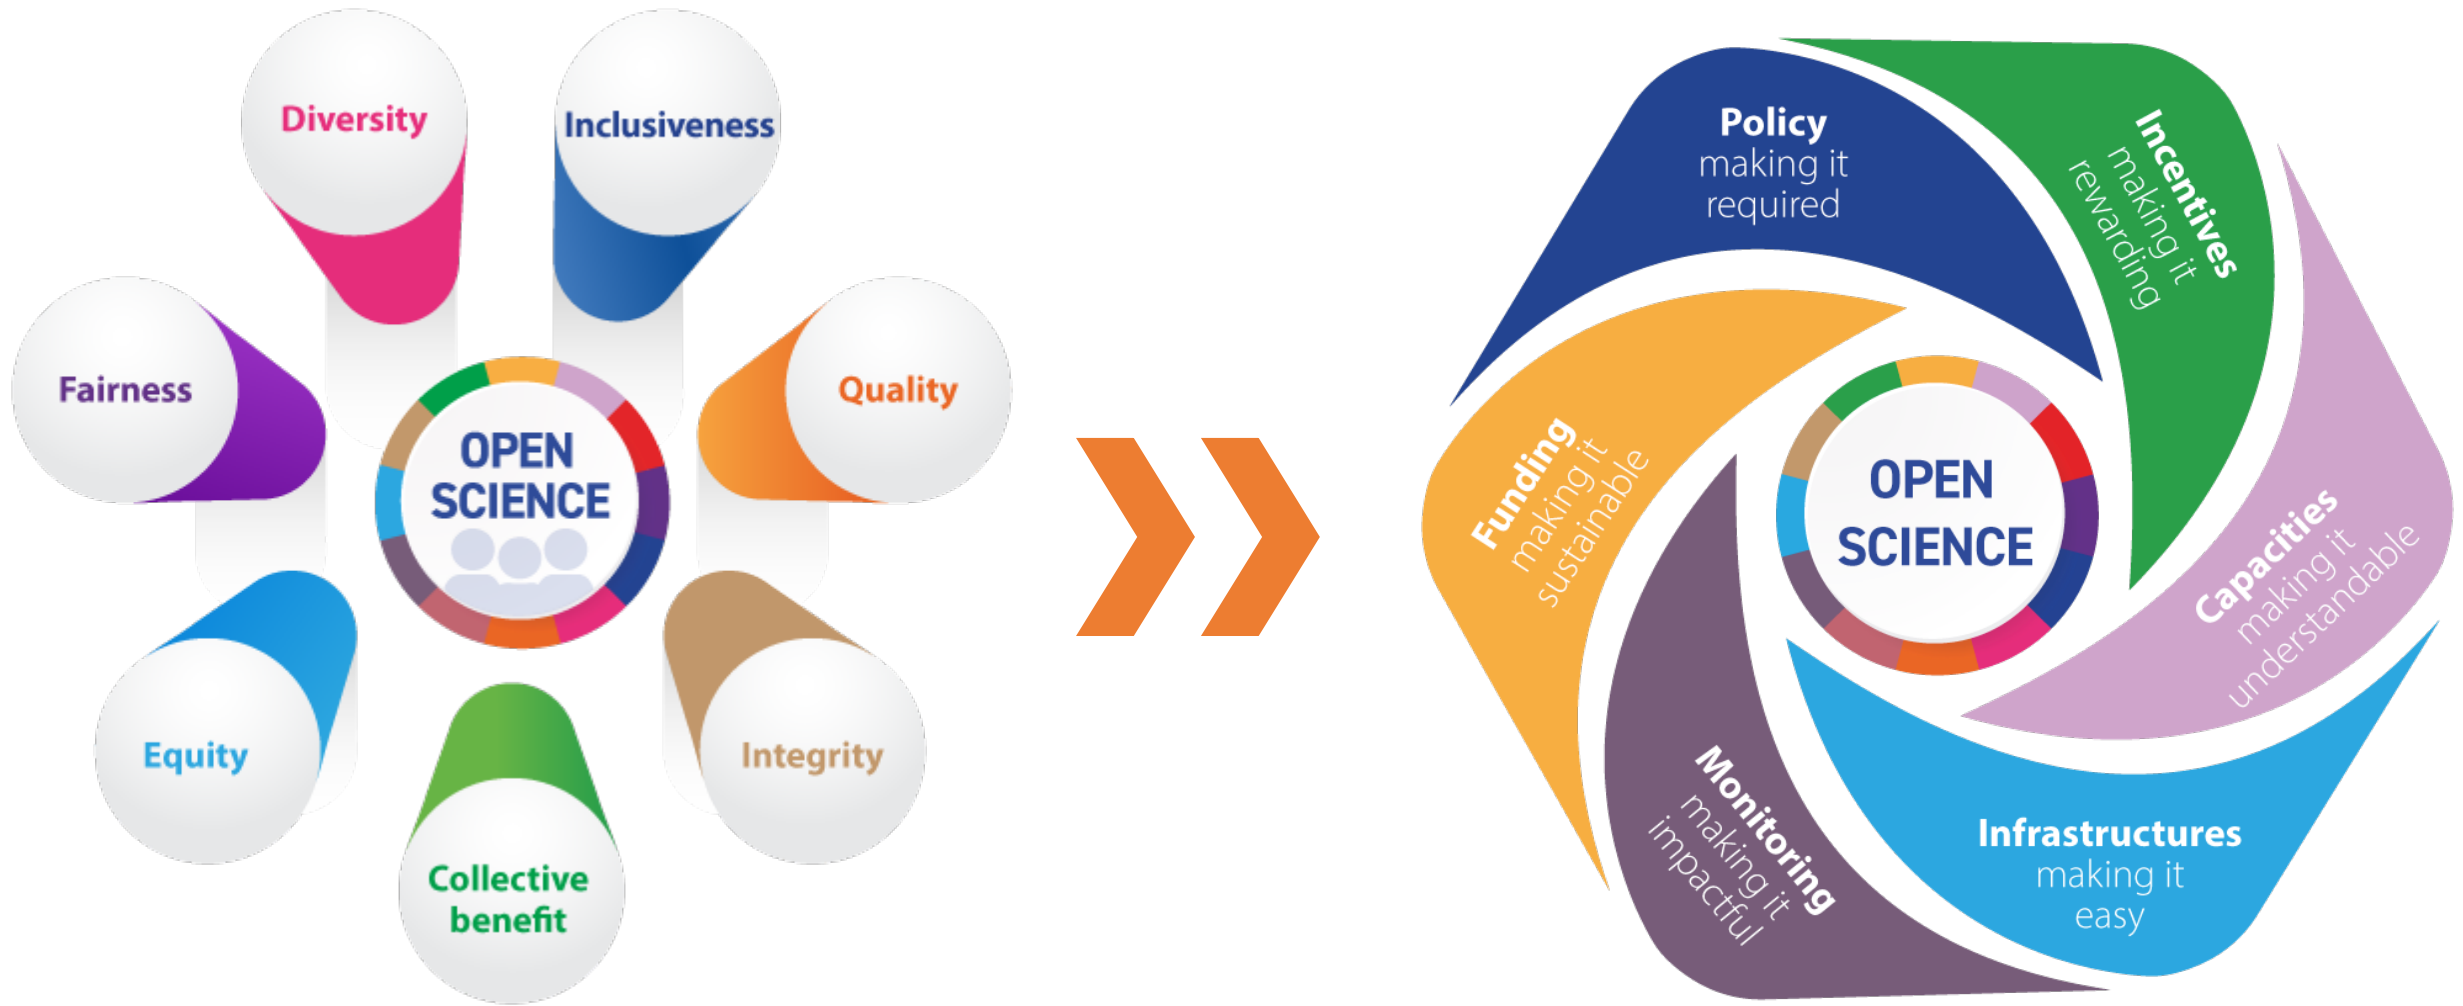 Diversity
Inclusiveness
Fairness
Quality
OPEN
SCIENCE
Equity
Integrity
Collective
benefit
Policy
making it
required
Incentives
making it
rewarding
Funding
making it
sustainable
OPEN
SCIENCE
Capacities
making it
understandable
Monitoring
making it
impactful
Infrastructures
making it
easy